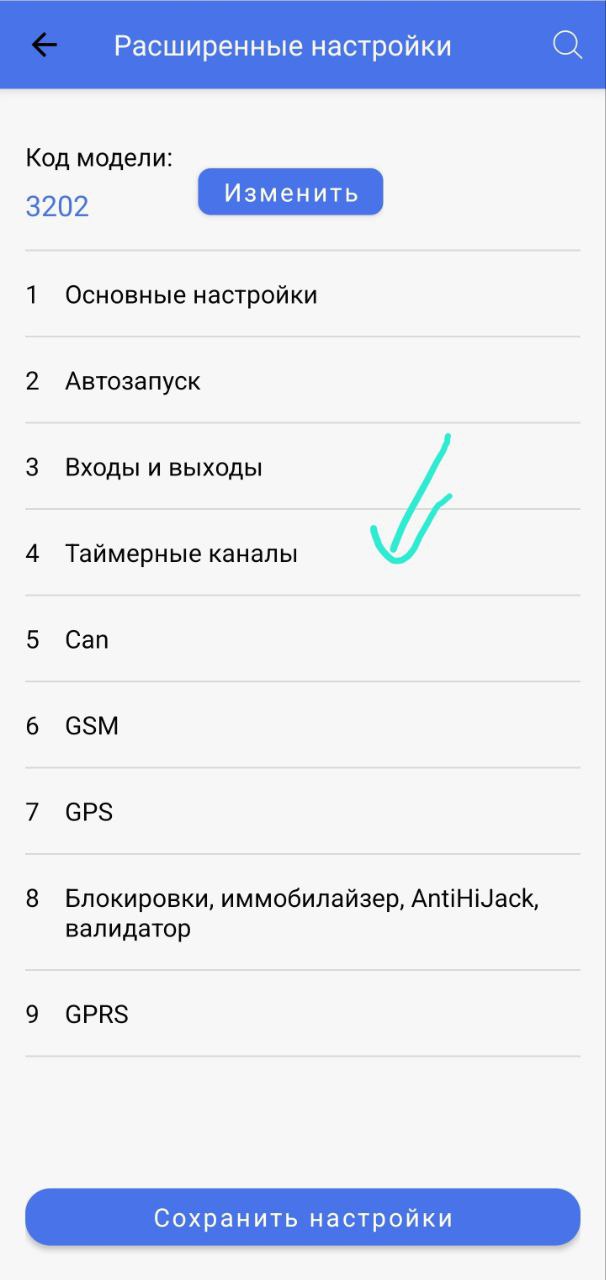 Расширенные настройки
Код модели:
3202
Изменить
1 Основные настройки
2 Автозапуск
3 Входы и выходы
4 Таймерные каналы
5 Can
6 GSM
7 GPS
8 Блокировки, иммобилайзер, AntiHiJack,
валидатор
9 GPRS
Сохранить настройки